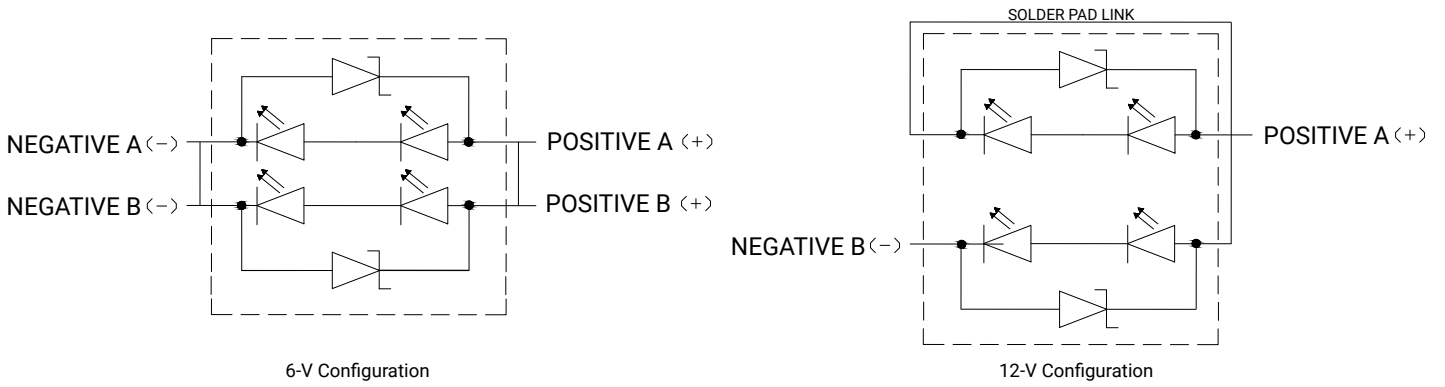 SOLDER PAD LINK
NEGATIVE A(-) POSITIVE A (+)
NEGATIVE B(-) POSITIVE B (+)
POSITIVE A(+)
NEGATIVE B(-)
6-V Configuration
12-V Configuration